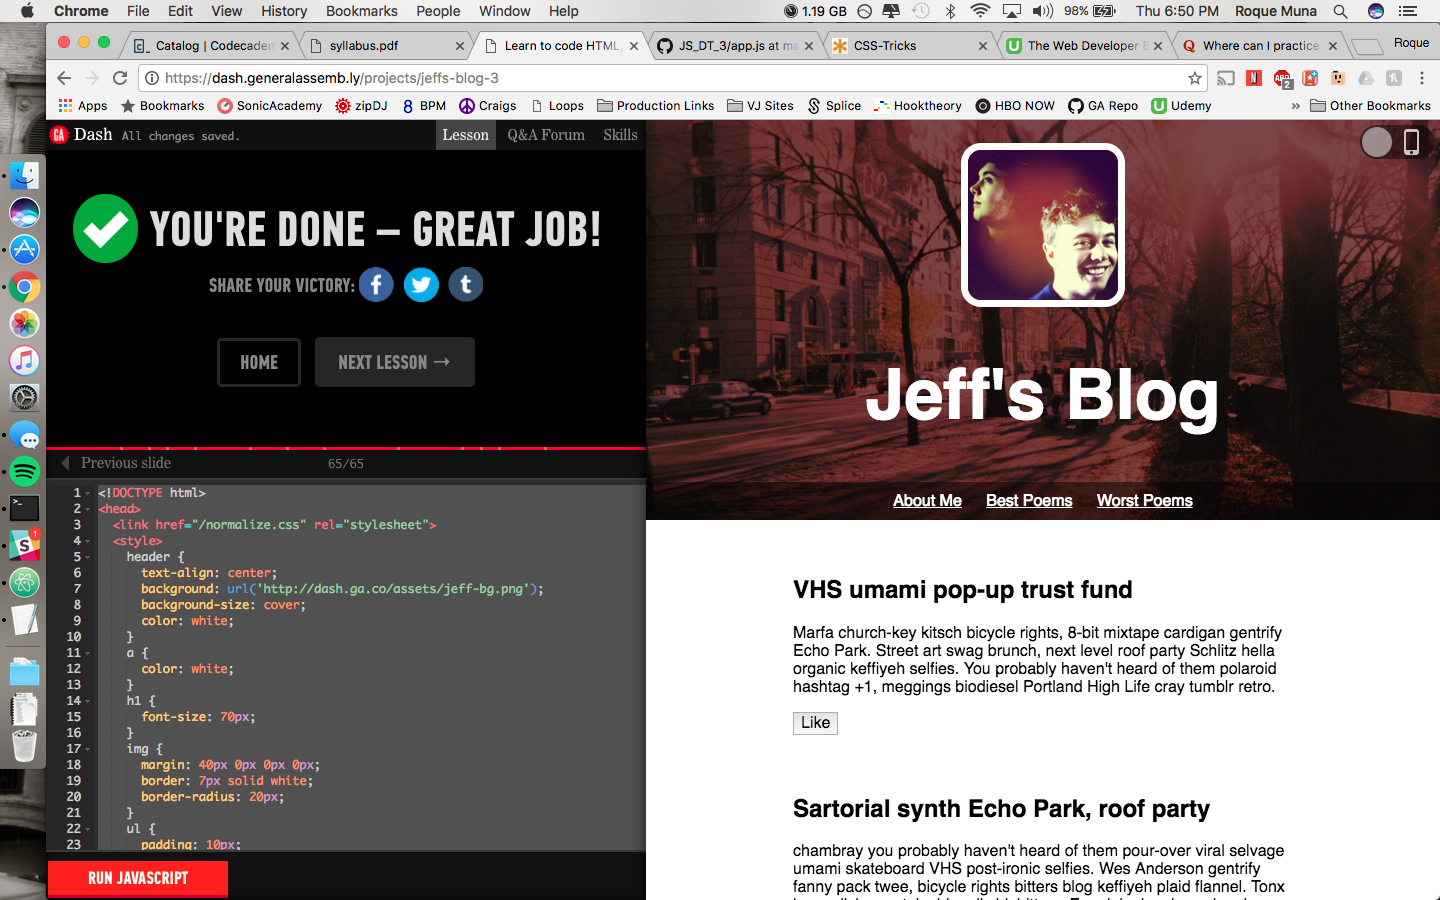 Chrome File Edit View History Bookmarks People Window Help 1.19 GB 98% Thu 6:50 PM Roque Muna
Catalog | Codecadem
syllabus.pdf
Learn to code HTML,
JS_DT_3/app.js at ma
CSS-Tricks
The Web Developer B
Where can I practice
Roque
https://dash.generalassemb.ly/projects/jeffs-blog-3
Apps Bookmarks SonicAcademy zipDJ BPM Craigs Loops Production Links VJ Sites Splice Hooktheory HBO NOW GA Repo Udemy » Other Bookmarks
GA Dash All changes saved. Lesson Q&A Forum Skills
YOU'RE DONE – GREAT JOB!
SHARE YOUR VICTORY:
HOME NEXT LESSON →
Previous slide 65/65
1 <!DOCTYPE html>
2 <head>
3 <link href="/normalize.css" rel="stylesheet">
4 <style>
5 header {
6 text-align: center;
7 background: url('http://dash.ga.co/assets/jeff-bg.png');
8 background-size: cover;
9 color: white;
10 }
11 a {
12 color: white;
13 }
14 h1 {
15 font-size: 70px;
16 }
17 img {
18 margin: 40px 0px 0px 0px;
19 border: 7px solid white;
20 border-radius: 20px;
21 }
22 ul {
23 padding: 10px;
RUN JAVASCRIPT
Jeff's Blog
About Me Best Poems Worst Poems
VHS umami pop-up trust fund
Marfa church-key kitsch bicycle rights, 8-bit mixtape cardigan gentrify
Echo Park. Street art swag brunch, next level roof party Schlitz hella
organic keffiyeh selfies. You probably haven't heard of them polaroid
hashtag +1, meggings biodiesel Portland High Life cray tumblr retro.
Like
Sartorial synth Echo Park, roof party
chambray you probably haven't heard of them pour-over viral selvage
umami skateboard VHS post-ironic selfies. Wes Anderson gentrify
fanny pack twee, bicycle rights bitters blog keffiyeh plaid flannel. Tonx